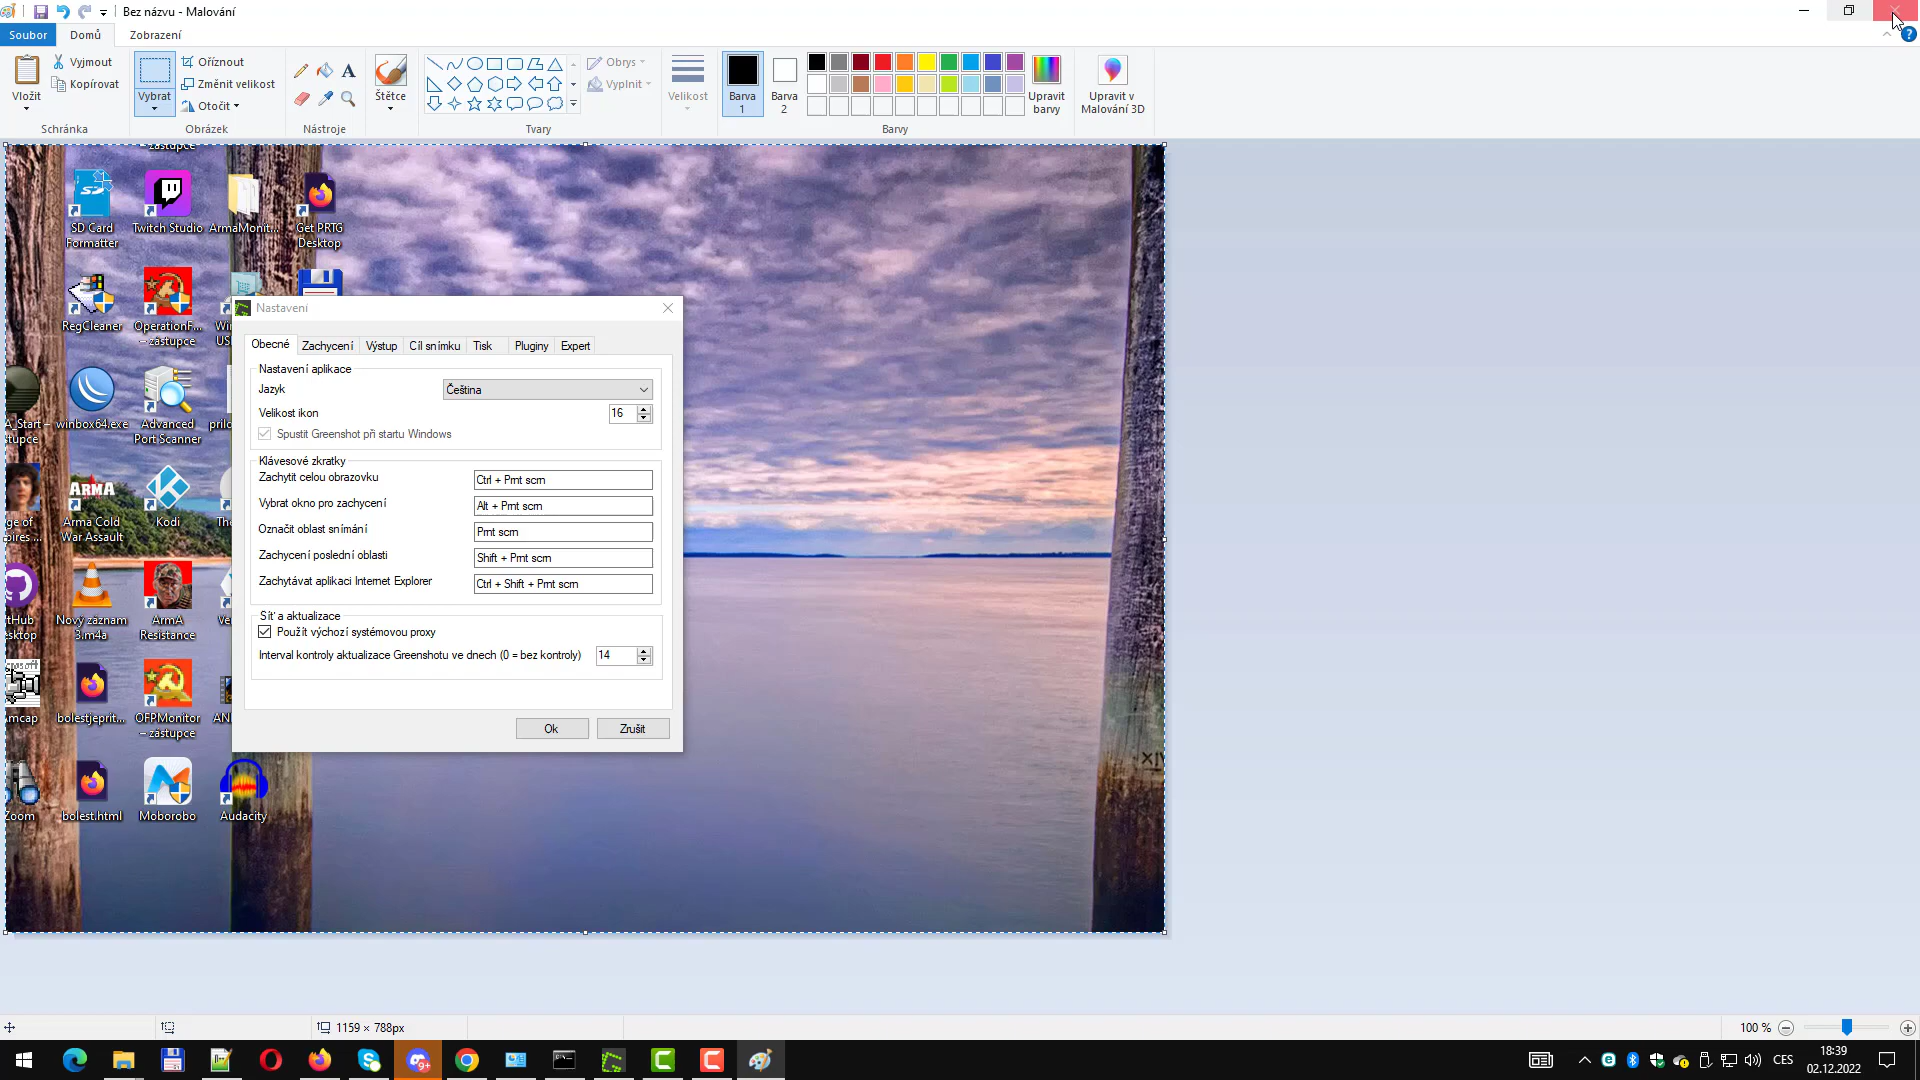 Bez názvu - Malování
Soubor
Domů
Zobrazení
Vložit
Vyjmout
Kopírovat
Schránka
Vybrat
Oříznout
Změnit velikost
Otočit
Obrázek
A
Nástroje
Štětce
Obrys
Vyplnit
Tvary
Velikost
Barva
1
Barva
2
Upravit
barvy
Barvy
Upravit v
Malování 3D
– zástupce
SD Card
Formatter
Twitch Studio
ArmaMonit...
Get PRTG
Desktop
RegCleaner
OperationF...
– zástupce
winbox64.exe
Advanced
Port Scanner
ARMA
Arma Cold
War Assault
Kodi
Nový záznam
3.m4a
ArmA
Resistance
bolestjeprit...
OFPMonitor
– zástupce
Zoom
bolest.html
Moborobo
Audacity
XIV
Nastavení
Obecné
Zachycení
Výstup
Cíl snímku
Tisk
Pluginy
Expert
Nastavení aplikace
Jazyk
Čeština
Velikost ikon
16
Spustit Greenshot při startu Windows
Klávesové zkratky
Zachytit celou obrazovku
Ctrl + Prnt scrn
Vybrat okno pro zachycení
Alt + Prnt scrn
Označit oblast snímání
Prnt scrn
Zachycení poslední oblasti
Shift + Prnt scrn
Zachytávat aplikaci Internet Explorer
Ctrl + Shift + Prnt scrn
Síť a aktualizace
Použít výchozí systémovou proxy
Interval kontroly aktualizace Greenshotu ve dnech (0 = bez kontroly)
14
Ok
Zrušit
1159 × 788px
100 %
9+
CES
18:39
02.12.2022